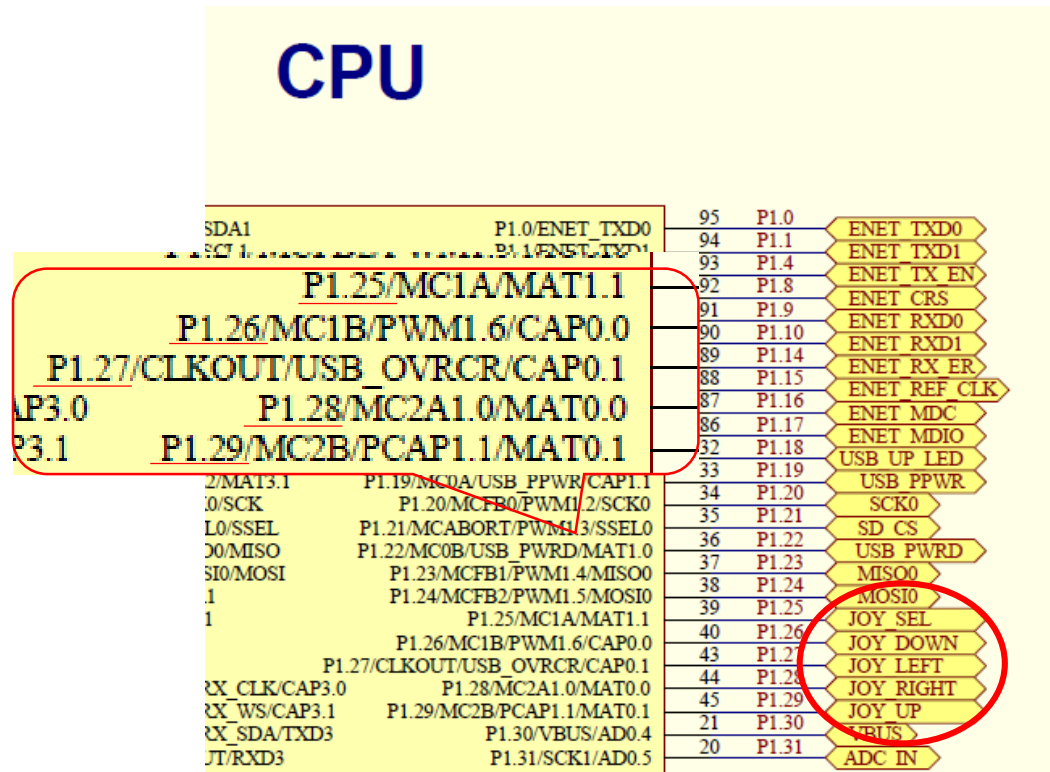 CPU
SDA1 P1.0/ENET_TXD0 95 P1.0 ENET_TXD0
94 P1.1 ENET_TXD1
93 P1.4 ENET_TX_EN
P1.25/MC1A/MAT1.1 92 P1.8 ENET_CRS
P1.26/MC1B/PWM1.6/CAP0.0 91 P1.9 ENET_RXD0
90 P1.10 ENET_RXD1
P1.27/CLKOUT/USB_OVRCR/CAP0.1 89 P1.14 ENET_RX_ER
88 P1.15 ENET_REF_CLK
AP3.0 P1.28/MC2A1.0/MAT0.0 87 P1.16 ENET_MDC
86 P1.17 ENET_MDIO
P3.1 P1.29/MC2B/PCAP1.1/MAT0.1 32 P1.18 USB_UP_LED
2/MAT3.1 P1.19/MC0A/USB_PPWR/CAP1.1 33 P1.19 USB_PPWR
0/SCK P1.20/MCFB0/PWM1.2/SCK0 34 P1.20 SCK0
L0/SSEL P1.21/MCABORT/PWM1.3/SSEL0 35 P1.21 SD_CS
00/MISO P1.22/MC0B/USB_PWRD/MAT1.0 36 P1.22 USB_PWRD
SI0/MOSI P1.23/MCFB1/PWM1.4/MISO0 37 P1.23 MISO0
.1 P1.24/MCFB2/PWM1.5/MOSI0 38 P1.24 MOSI0
1 P1.25/MC1A/MAT1.1 39 P1.25 JOY_SEL
P1.26/MC1B/PWM1.6/CAP0.0 40 P1.26 JOY_DOWN
P1.27/CLKOUT/USB_OVRCR/CAP0.1 43 P1.27 JOY_LEFT
RX_CLK/CAP3.0 P1.28/MC2A1.0/MAT0.0 44 P1.28 JOY_RIGHT
RX_WS/CAP3.1 P1.29/MC2B/PCAP1.1/MAT0.1 45 P1.29 JOY_UP
RX_SDA/TXD3 P1.30/VBUS/AD0.4 21 P1.30 VBUS
UT/RXD3 P1.31/SCK1/AD0.5 20 P1.31 ADC_IN